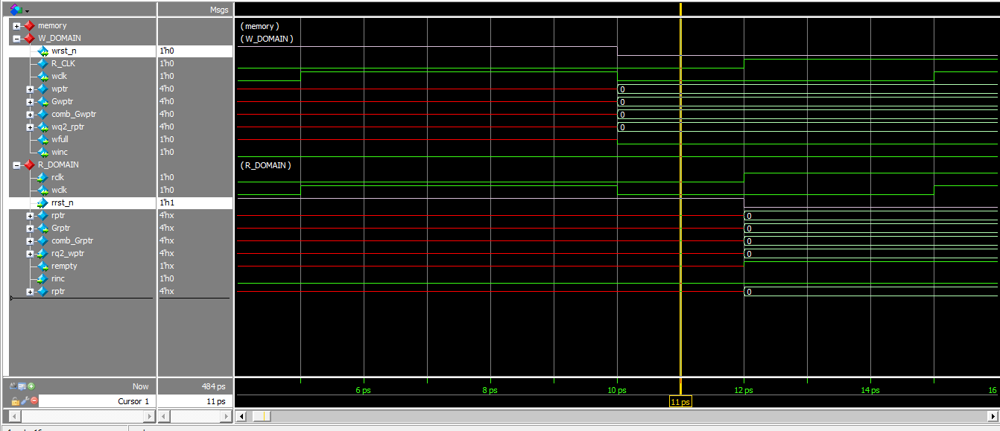 Msgs
memory
(memory)
W_DOMAIN
(W_DOMAIN)
wrst_n 1'h0
R_CLK 1'h0
wclk 1'h0
wptr 4'h0 0
Gwptr 4'h0 0
comb_Gwptr 4'h0 0
wq2_rptr 4'h0 0
wfull 1'h0
winc 1'h0
R_DOMAIN
(R_DOMAIN)
rclk 1'h0
wclk 1'h0
rrst_n 1'h1
rptr 4'hx 0
Grptr 4'hx 0
comb_Grptr 4'hx 0
rq2_wptr 4'hx 0
rempty 1'hx
rinc 1'h0
rptr 4'hx 0
Now 484 ps 6 ps 8 ps 10 ps 12 ps 14 ps 16
Cursor 1 11 ps 11 ps